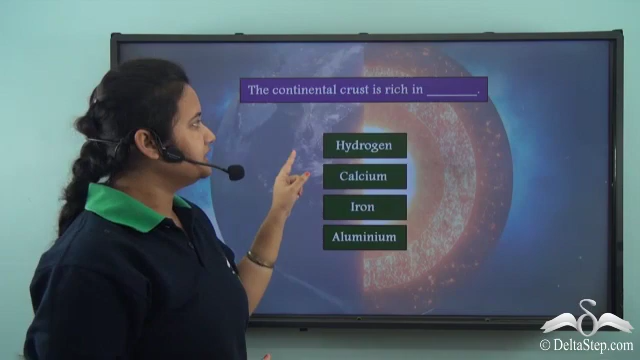 The continental crust is rich in ________.
Hydrogen
Calcium
Iron
Aluminium
© DeltaStep.com